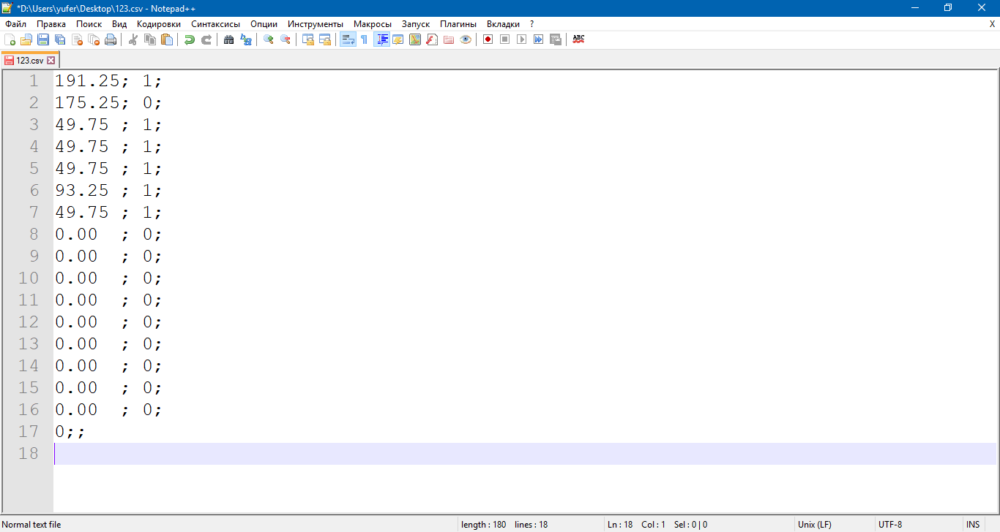 *D:\Users\yufer\Desktop\123.csv - Notepad++
Файл Правка Поиск Вид Кодировки Синтаксисы Опции Инструменты Макросы Запуск Плагины Вкладки ? X
ABC
123.csv
1 191.25; 1;
2 175.25; 0;
3 49.75 ; 1;
4 49.75 ; 1;
5 49.75 ; 1;
6 93.25 ; 1;
7 49.75 ; 1;
8 0.00  ; 0;
9 0.00  ; 0;
10 0.00  ; 0;
11 0.00  ; 0;
12 0.00  ; 0;
13 0.00  ; 0;
14 0.00  ; 0;
15 0.00  ; 0;
16 0.00  ; 0;
17 0;;
18
Normal text file length : 180 lines : 18 Ln : 18 Col : 1 Sel : 0 | 0 Unix (LF) UTF-8 INS